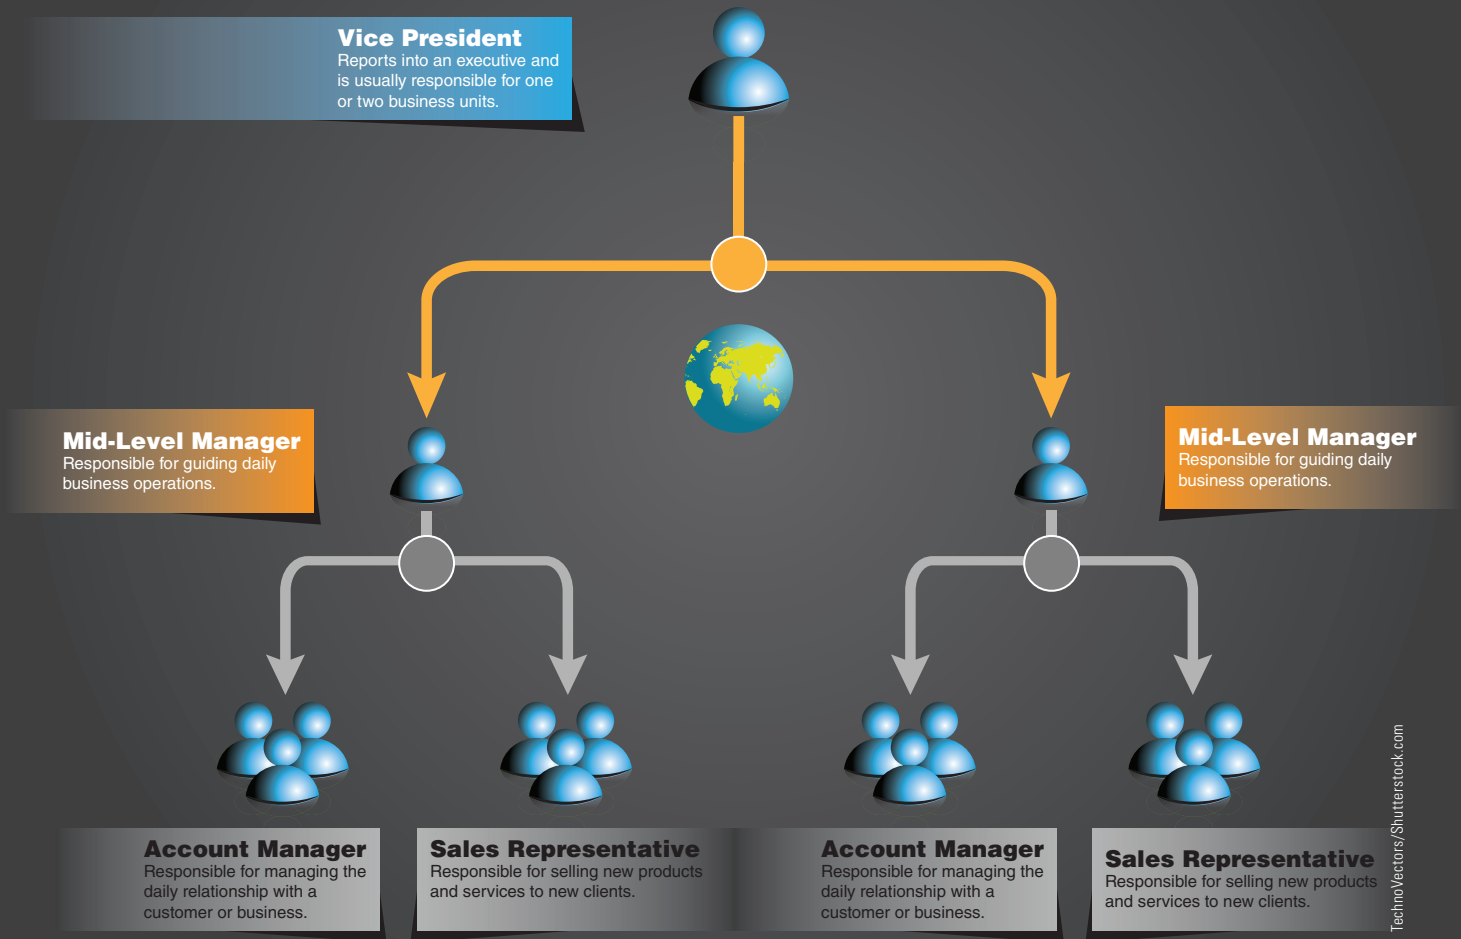 Vice President
Reports into an executive and
is usually responsible for one
or two business units.
Mid-Level Manager
Responsible for guiding daily
business operations.
Mid-Level Manager
Responsible for guiding daily
business operations.
Account Manager
Responsible for managing the
daily relationship with a
customer or business.
Sales Representative
Responsible for selling new products
and services to new clients.
Account Manager
Responsible for managing the
daily relationship with a
customer or business.
Sales Representative
Responsible for selling new products
and services to new clients.
TechnoVectors/Shutterstock.com